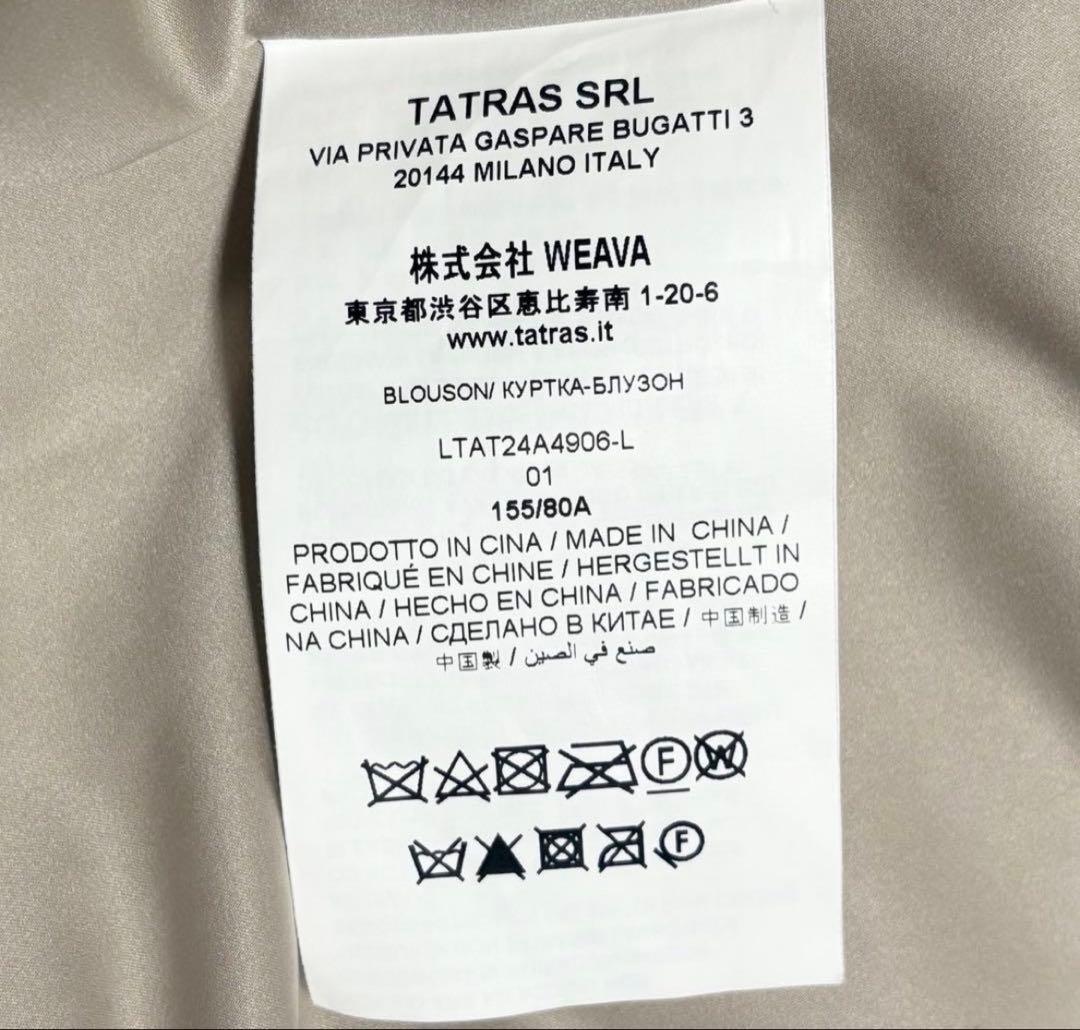 TATRAS SRL
VIA PRIVATA GASPARE BUGATTI 3
20144 MILANO ITALY
株式会社 WEAVA
東京都渋谷区恵比寿南 1-20-6
www.tatras.it
BLOUSON/ КУРТКА-БЛУЗОН
LTAT24A4906-L
01
155/80A
PRODOTTO IN CINA / MADE IN CHINA /
FABRIQUÉ EN CHINE / HERGESTELLT IN
CHINA / HECHO EN CHINA / FABRICADO
NA CHINA / СДЕЛАНО В КИТАЕ / 中国制造 /
中国製 / صنع في الصين
F W
F